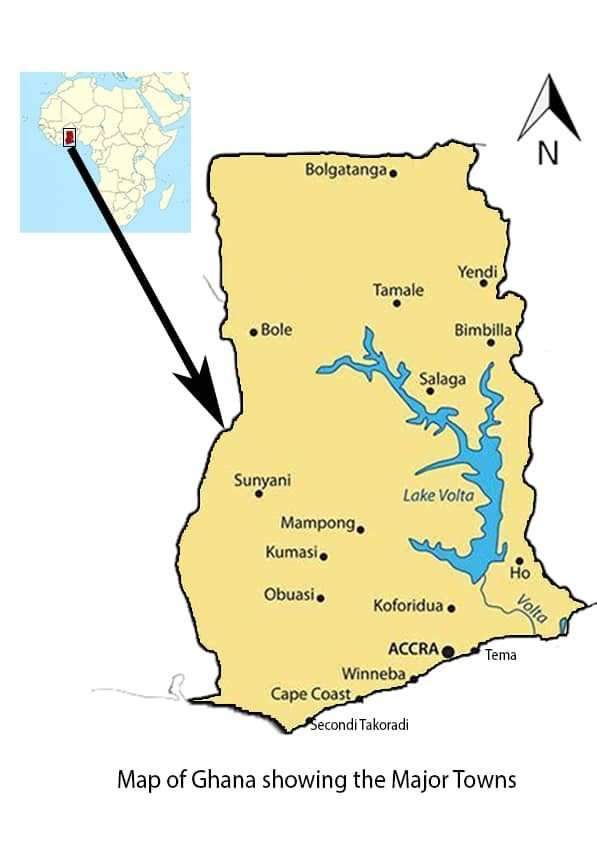 N
Bolgatanga
Yendi
Tamale
Bole
Bimbilla
Salaga
Sunyani
Lake Volta
Mampong
Kumasi
Ho
Obuasi
Koforidua
Volta
ACCRA
Tema
Winneba
Cape Coast
Secondi Takoradi
Map of Ghana showing the Major Towns